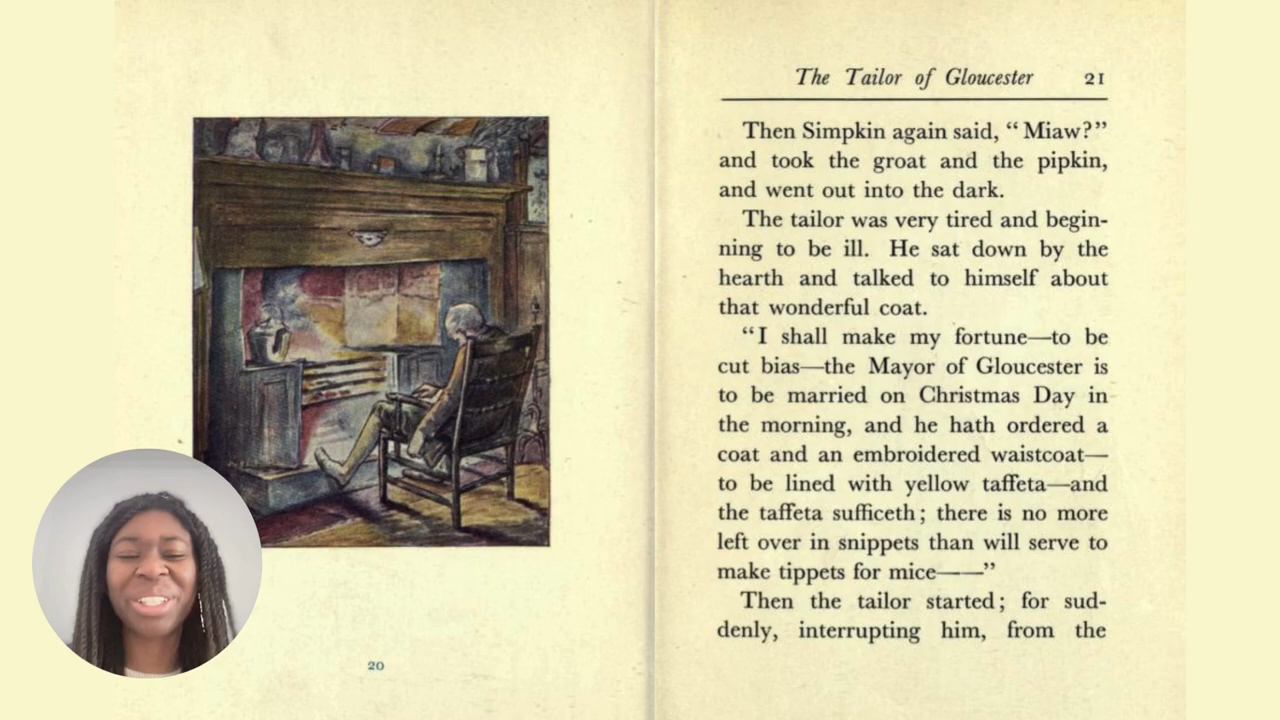 20
The Tailor of Gloucester 21
Then Simpkin again said, “ Miaw?”
and took the groat and the pipkin,
and went out into the dark.
The tailor was very tired and begin-
ning to be ill. He sat down by the
hearth and talked to himself about
that wonderful coat.
“I shall make my fortune—to be
cut bias—the Mayor of Gloucester is
to be married on Christmas Day in
the morning, and he hath ordered a
coat and an embroidered waistcoat—
to be lined with yellow taffeta—and
the taffeta sufficeth; there is no more
left over in snippets than will serve to
make tippets for mice——”
Then the tailor started; for sud-
denly, interrupting him, from the